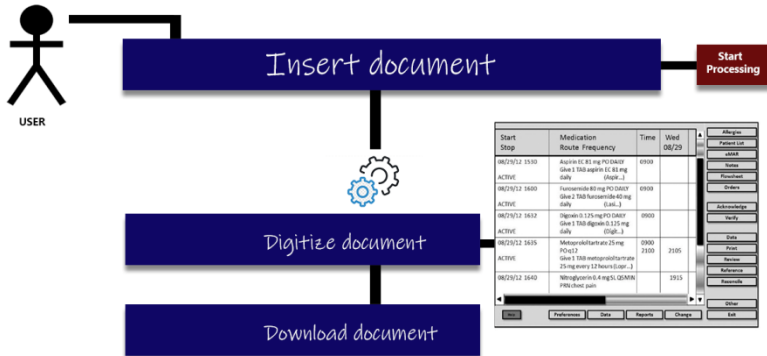 Insert document
Start
Processing
USER
Start
Stop
Medication
Route Frequency
Time
Wed
08/29
08/29/12 1530
ACTIVE
Aspirin EC 81 mg PO DAILY
Give 1 TAB aspirin EC 81 mg
daily (Aspir...)
0900
08/29/12 1600
ACTIVE
Furosemide 80 mg PO DAILY
Give 2 TAB furosemide 40 mg
daily (Lasi...)
0900
08/29/12 1632
ACTIVE
Digoxin 0.125 mg PO DAILY
Give 1 TAB digoxin 0.125 mg
daily (Digit...)
0900
08/29/12 1635
ACTIVE
Metoprolol tartrate 25 mg
PO q12
Give 1 TAB metoprolol tartrate
25 mg every 12 hours (Lopr...)
0900
2100
2105
08/29/12 1640
Nitroglycerin 0.4 mg SL Q5MIN
PRN chest pain
1915
Allergies
Patient List
eMAR
Notes
Flowsheet
Orders
Acknowledge
Verify
Data
Print
Review
Reference
Reconcile
Other
Exit
Preferences
Data
Reports
Change
Digitize document
Download document